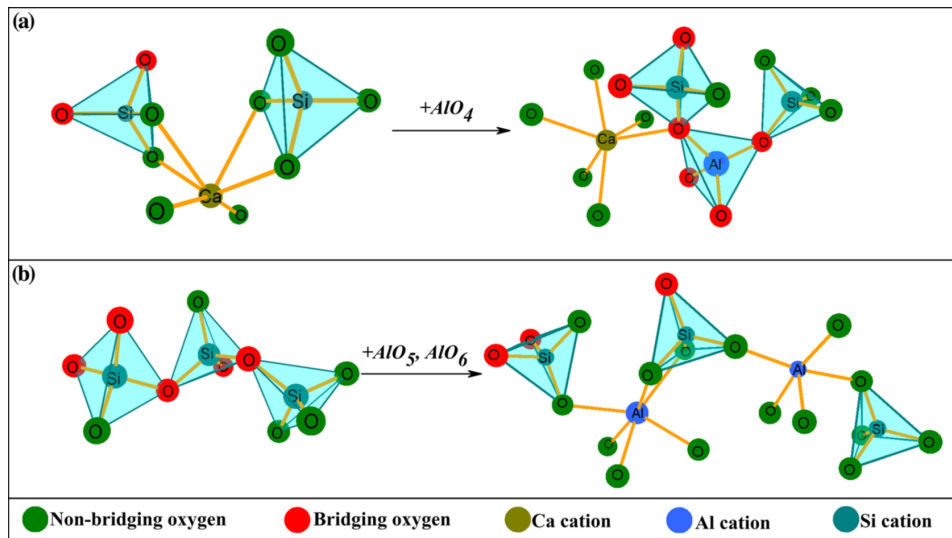 (a)
O O Si O O
O O Si O O
Ca O O
+AlO4
O O Si O O
O O O O O O Ca
O Si O O
O Al O O
(b)
O O Si O O
O Si O O
Si O O O
+AlO5, AlO6
O O Si O O
O Si O O O
Al O O O
Al O O O
O O Si O O
Non-bridging oxygen
Bridging oxygen
Ca cation
Al cation
Si cation